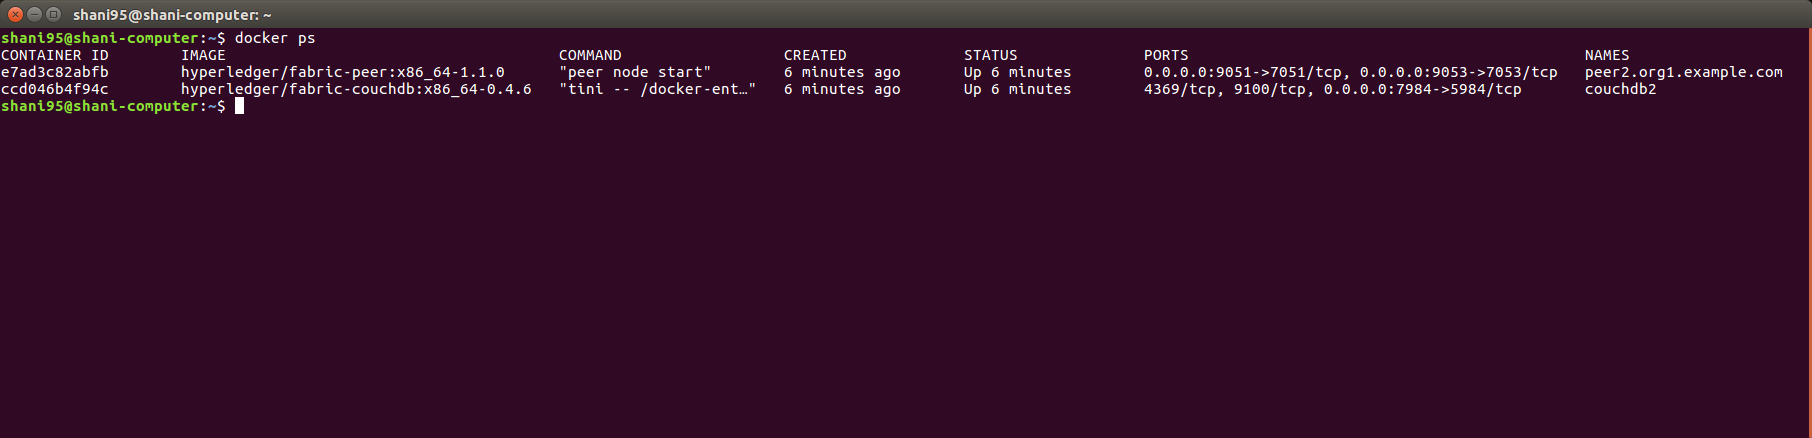 shani95@shani-computer: ~
shani95@shani-computer:~$ docker ps
CONTAINER ID        IMAGE                                     COMMAND                  CREATED             STATUS              PORTS                                            NAMES
e7ad3c82abfb        hyperledger/fabric-peer:x86_64-1.1.0      "peer node start"        6 minutes ago       Up 6 minutes        0.0.0.0:9051->7051/tcp, 0.0.0.0:9053->7053/tcp   peer2.org1.example.com
ccd046b4f94c        hyperledger/fabric-couchdb:x86_64-0.4.6   "tini -- /docker-ent…"   6 minutes ago       Up 6 minutes        4369/tcp, 9100/tcp, 0.0.0.0:7984->5984/tcp       couchdb2
shani95@shani-computer:~$